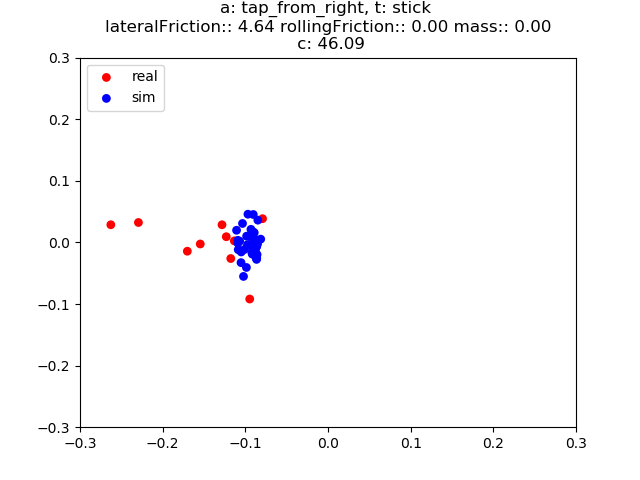 a: tap_from_right, t: stick
lateralFriction:: 4.64 rollingFriction:: 0.00 mass:: 0.00
c: 46.09
real
sim
0.3
0.2
0.1
0.0
−0.1
−0.2
−0.3
−0.3 −0.2 −0.1 0.0 0.1 0.2 0.3